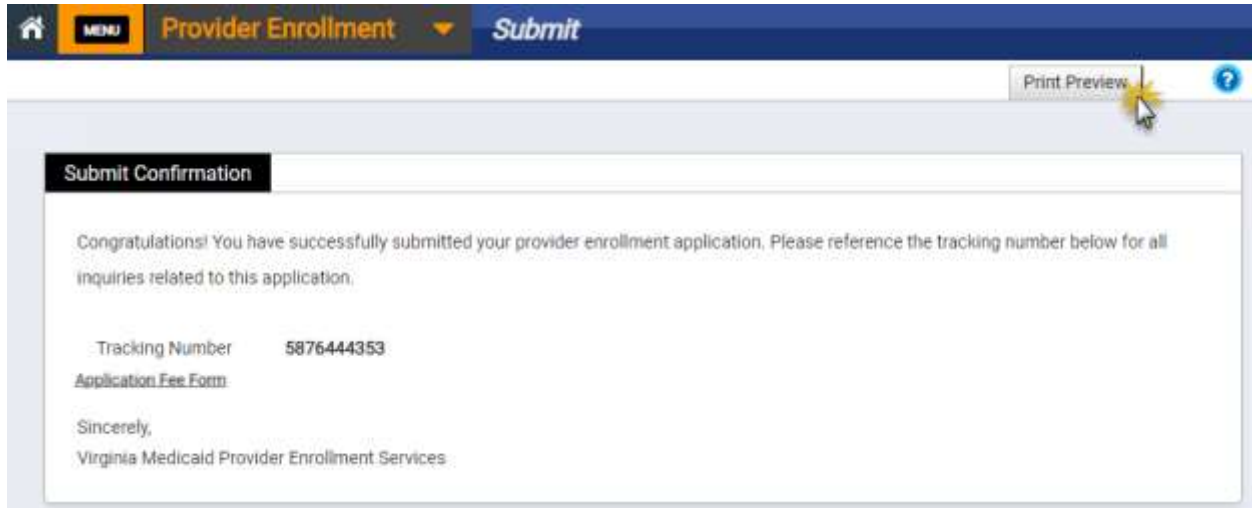 MENU Provider Enrollment Submit
Print Preview ?
Submit Confirmation
Congratulations! You have successfully submitted your provider enrollment application. Please reference the tracking number below for all
inquiries related to this application.
Tracking Number 5876444353
Application Fee Form
Sincerely,
Virginia Medicaid Provider Enrollment Services